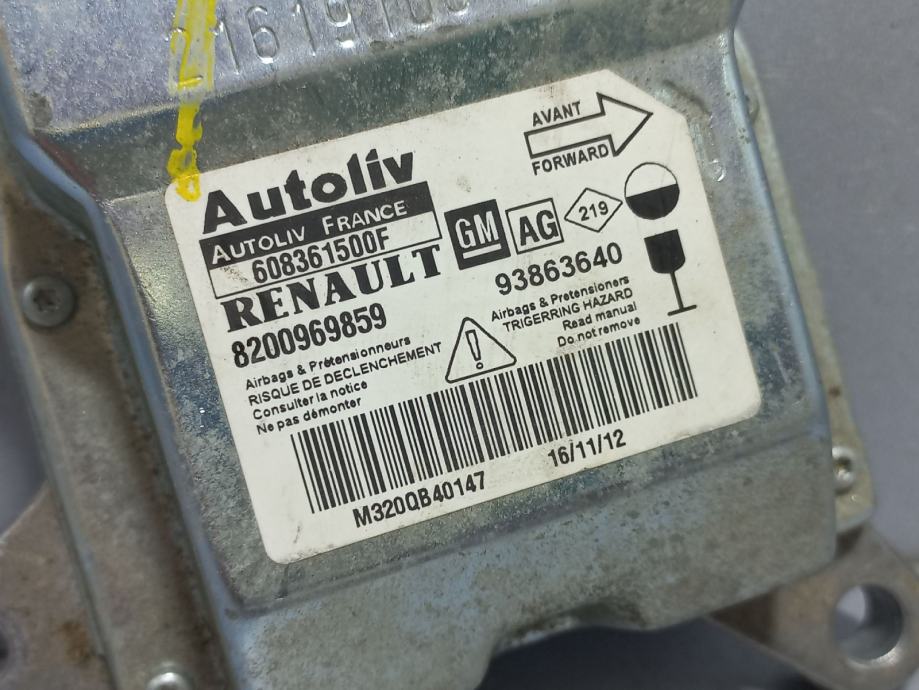 AVANT
FORWARD
Autoliv
AUTOLIV FRANCE
608361500F
GM
AG
219
RENAULT
93863640
8200969859
Airbags & Prétensionneurs
RISQUE DE DECLENCHEMENT
Consulter la notice
Ne pas démonter
Airbags & Pretensioners
TRIGERRING HAZARD
Read manual
Do not remove
M320QB40147
16/11/12